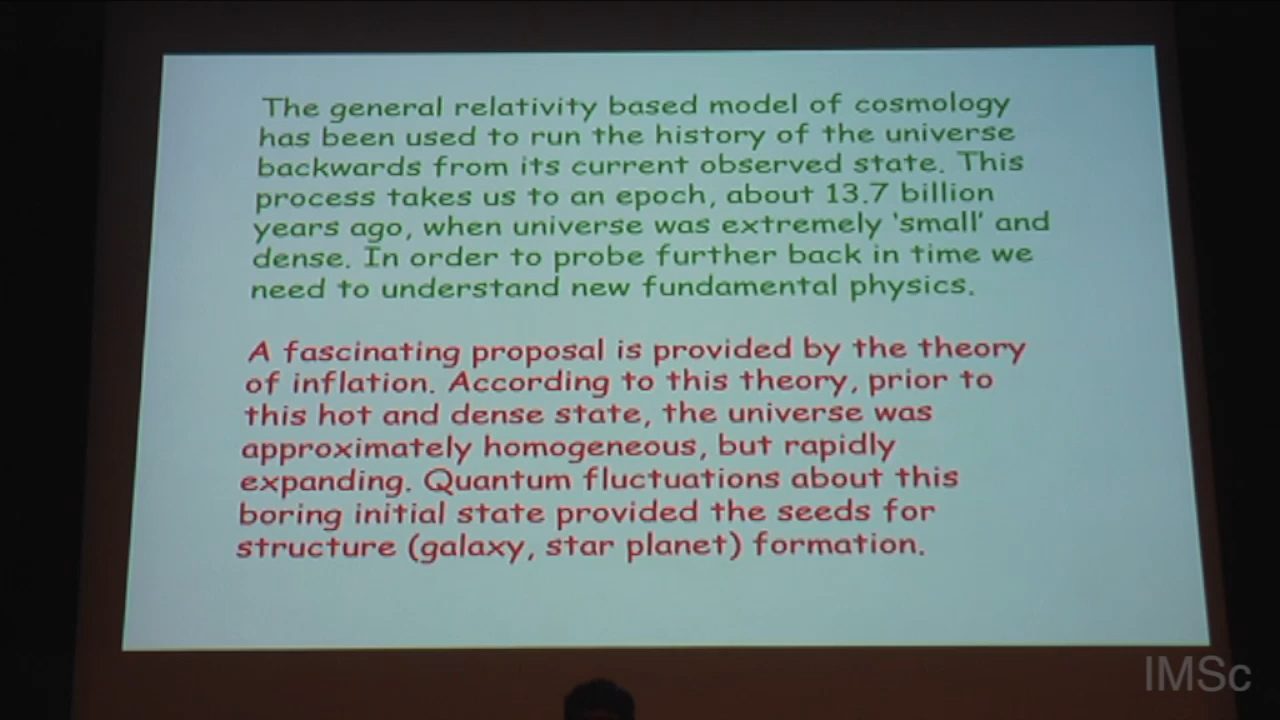 The general relativity based model of cosmology
has been used to run the history of the universe
backwards from its current observed state. This
process takes us to an epoch, about 13.7 billion
years ago, when universe was extremely 'small' and
dense. In order to probe further back in time we
need to understand new fundamental physics.
A fascinating proposal is provided by the theory
of inflation. According to this theory, prior to
this hot and dense state, the universe was
approximately homogeneous, but rapidly
expanding. Quantum fluctuations about this
boring initial state provided the seeds for
structure (galaxy, star planet) formation.
IMSc